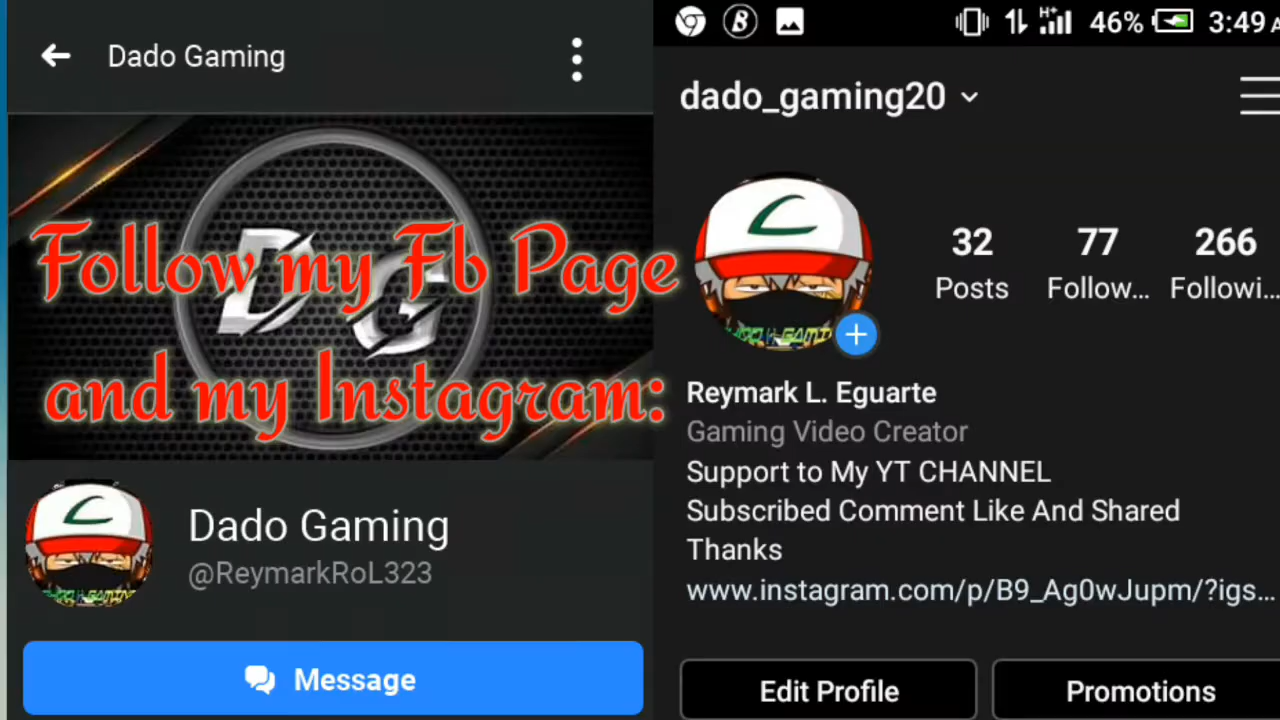 Dado Gaming
DG
Follow my Fb Page
and my Instagram:
Dado Gaming
@ReymarkRoL323
Message
H+ 46% 3:49
dado_gaming20
32 77 266
Posts Follow... Followi...
Reymark L. Eguarte
Gaming Video Creator
Support to My YT CHANNEL
Subscribed Comment Like And Shared
Thanks
www.instagram.com/p/B9_Ag0wJupm/?igs...
Edit Profile Promotions